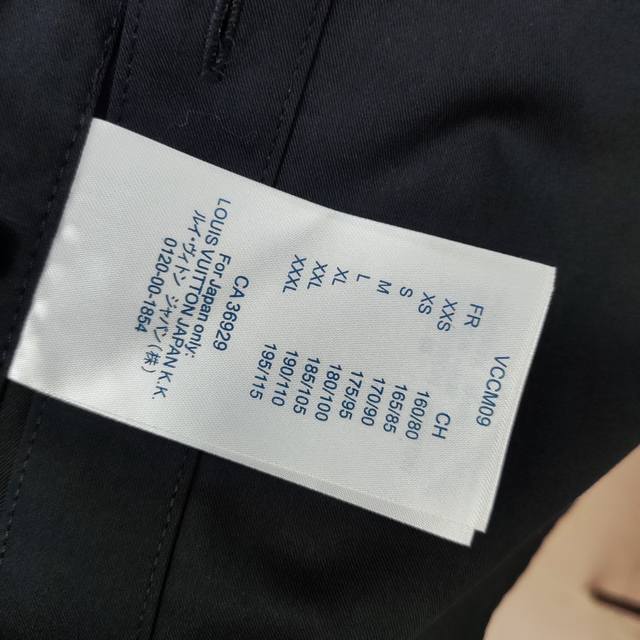 VCCM09
FR CH
XXS 160/80
XS 165/85
S 170/90
M 175/95
L 180/100
XL 185/105
XXL 190/110
XXXL 195/115
CA 36929
For Japan only:
LOUIS VUITTON JAPAN K.K.
ルイ・ヴィトン ジャパン(株)
0120-00-1854